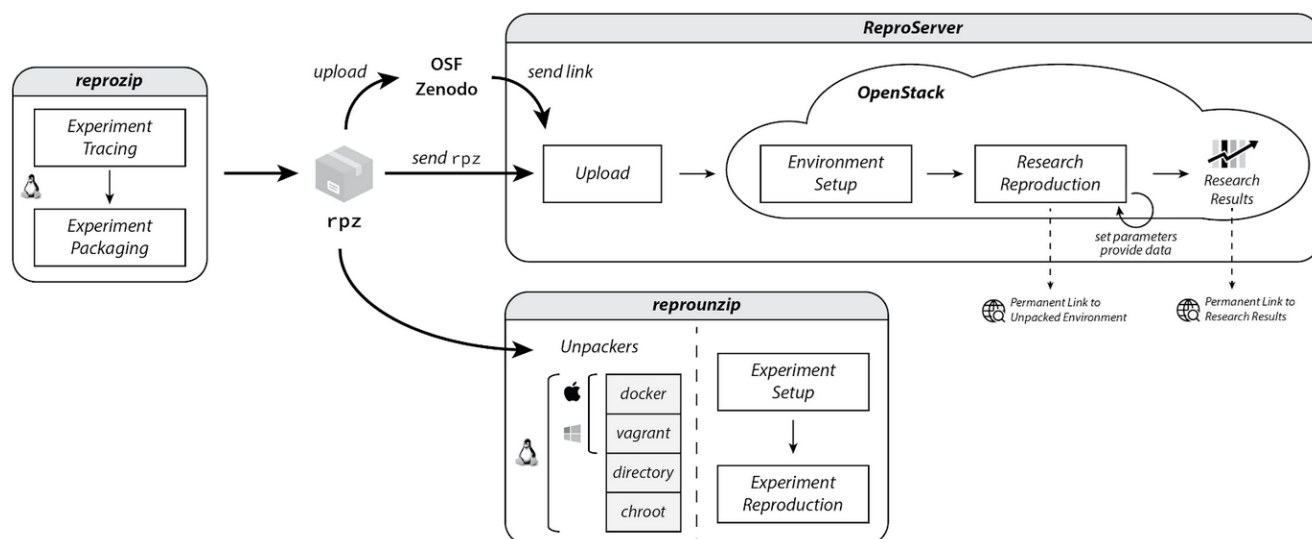 ReproServer
reprozip
Experiment
Tracing
Experiment
Packaging
upload
OSF
Zenodo
send link
send rpz
rpz
OpenStack
Upload
Environment
Setup
Research
Reproduction
Research
Results
set parameters
provide data
Permanent Link to
Unpacked Environment
Permanent Link to
Research Results
reprounzip
Unpackers
docker
vagrant
directory
chroot
Experiment
Setup
Experiment
Reproduction